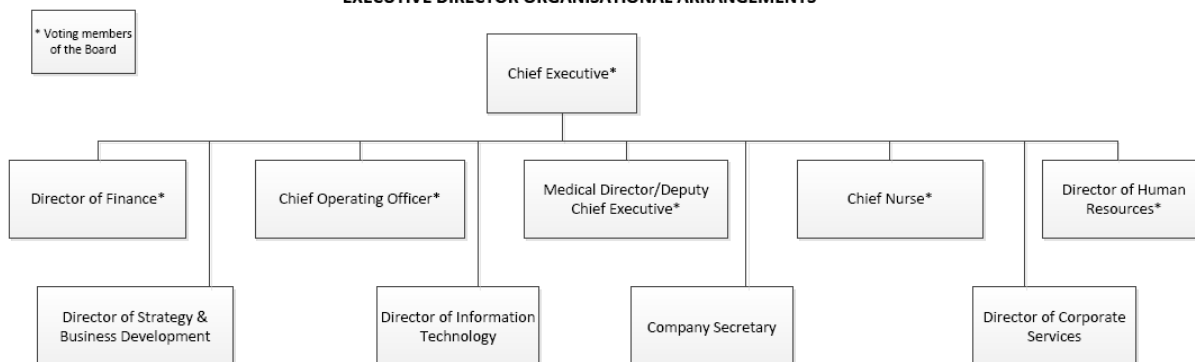 EXECUTIVE DIRECTOR ORGANISATIONAL ARRANGEMENTS
* Voting members
of the Board
Chief Executive*
Director of Finance*
Chief Operating Officer*
Medical Director/Deputy
Chief Executive*
Chief Nurse*
Director of Human
Resources*
Director of Strategy &
Business Development
Director of Information
Technology
Company Secretary
Director of Corporate
Services